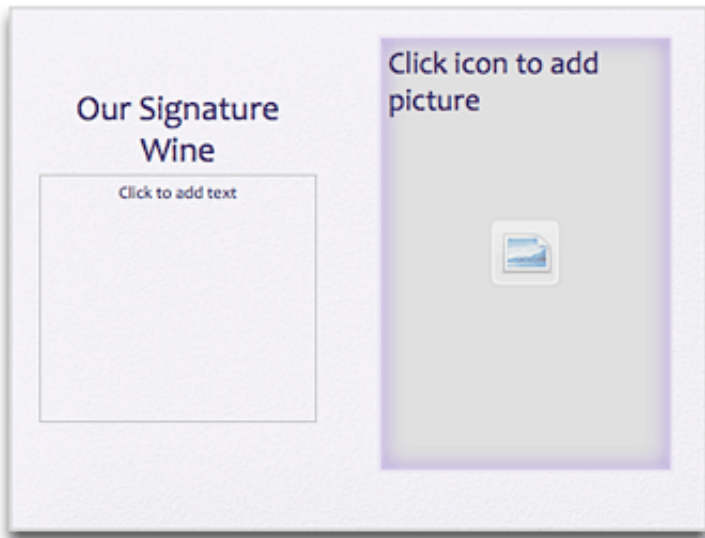 Our Signature
Wine
Click to add text
Click icon to add
picture